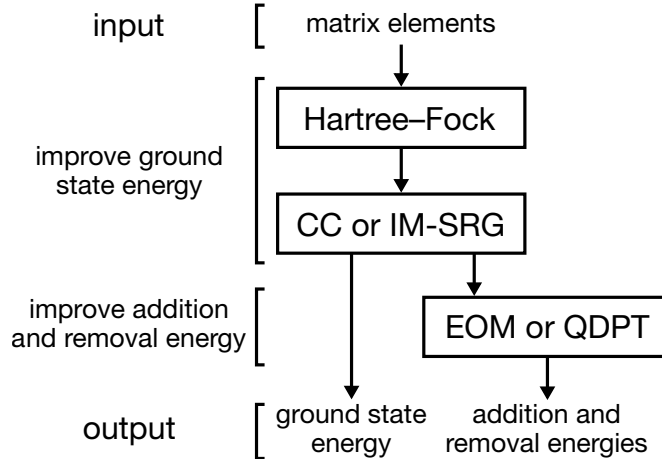 input
matrix elements
Hartree–Fock
improve ground
state energy
CC or IM-SRG
improve addition
and removal energy
EOM or QDPT
output
ground state
energy
addition and
removal energies